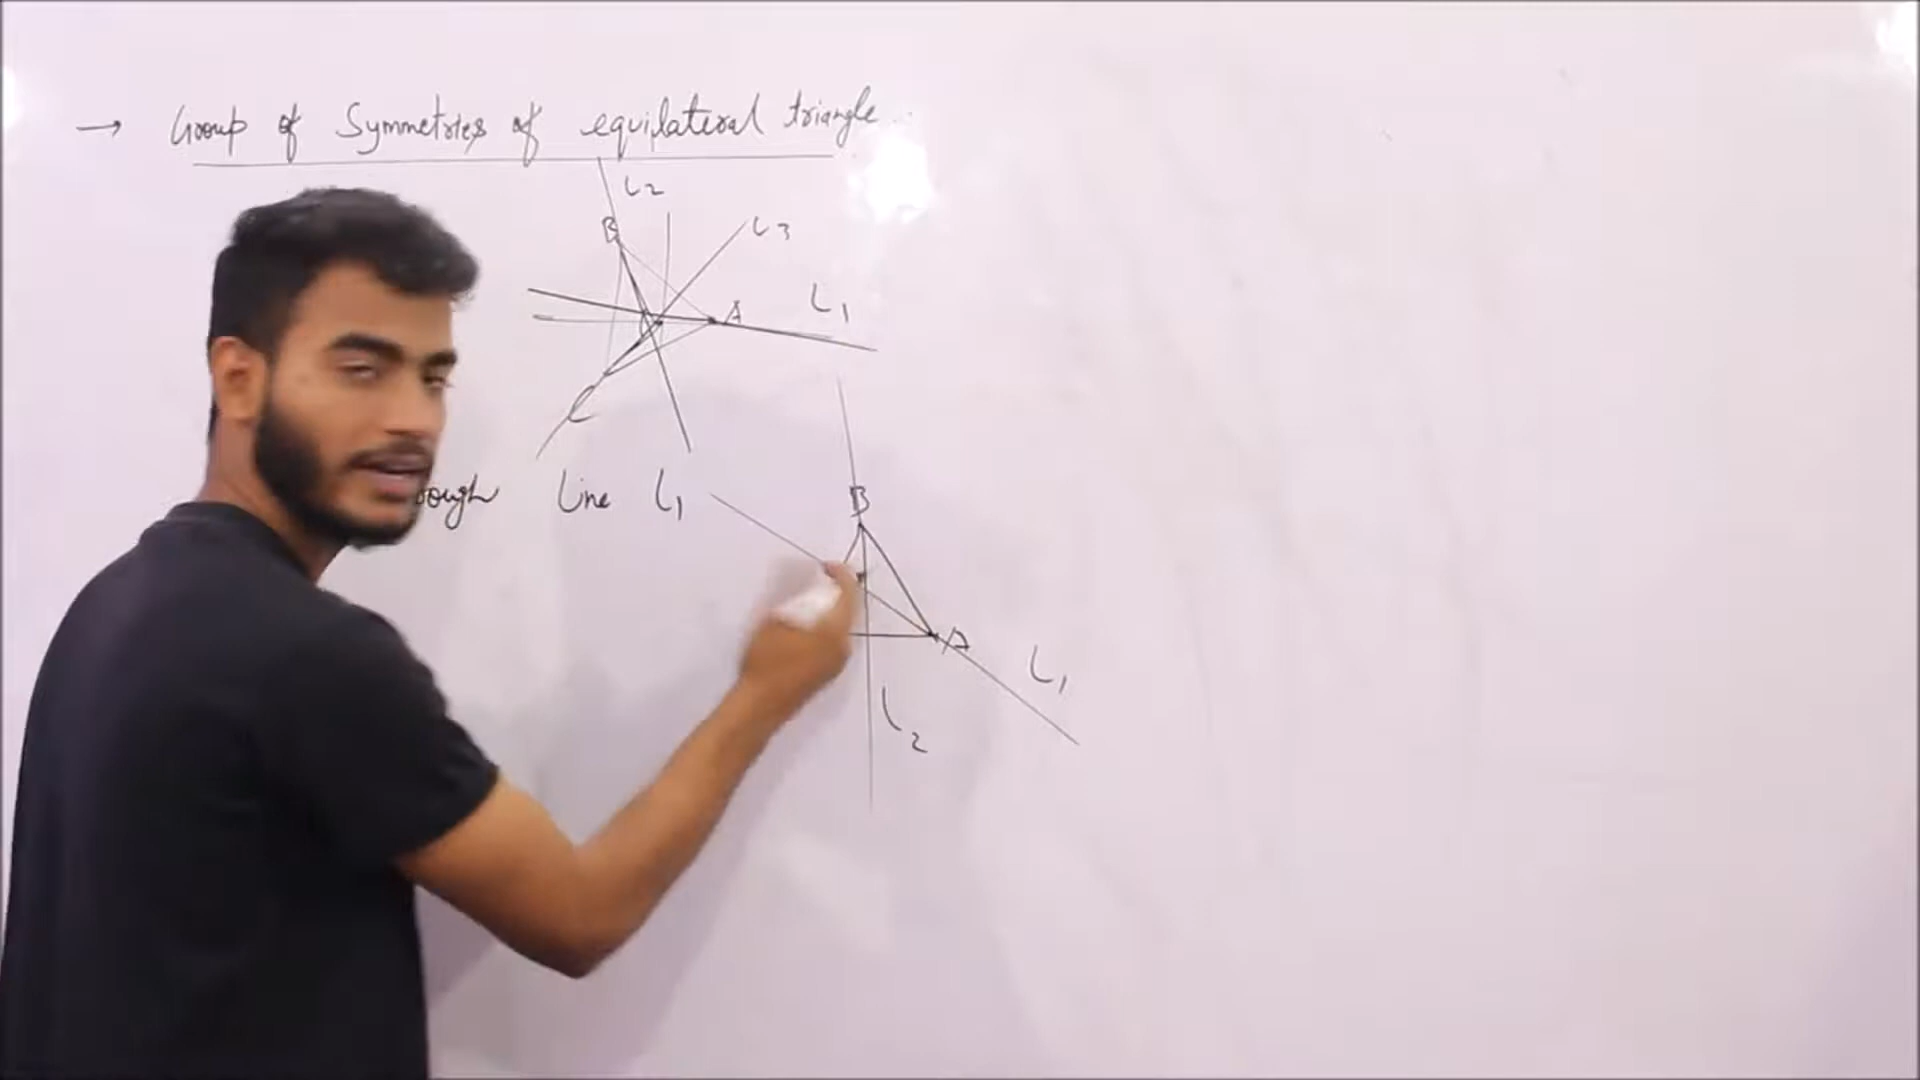 → Group of Symmetries of equilateral triangle
L2
B
L3
A
L1
C
ough Line L1
B
A
L1
L2